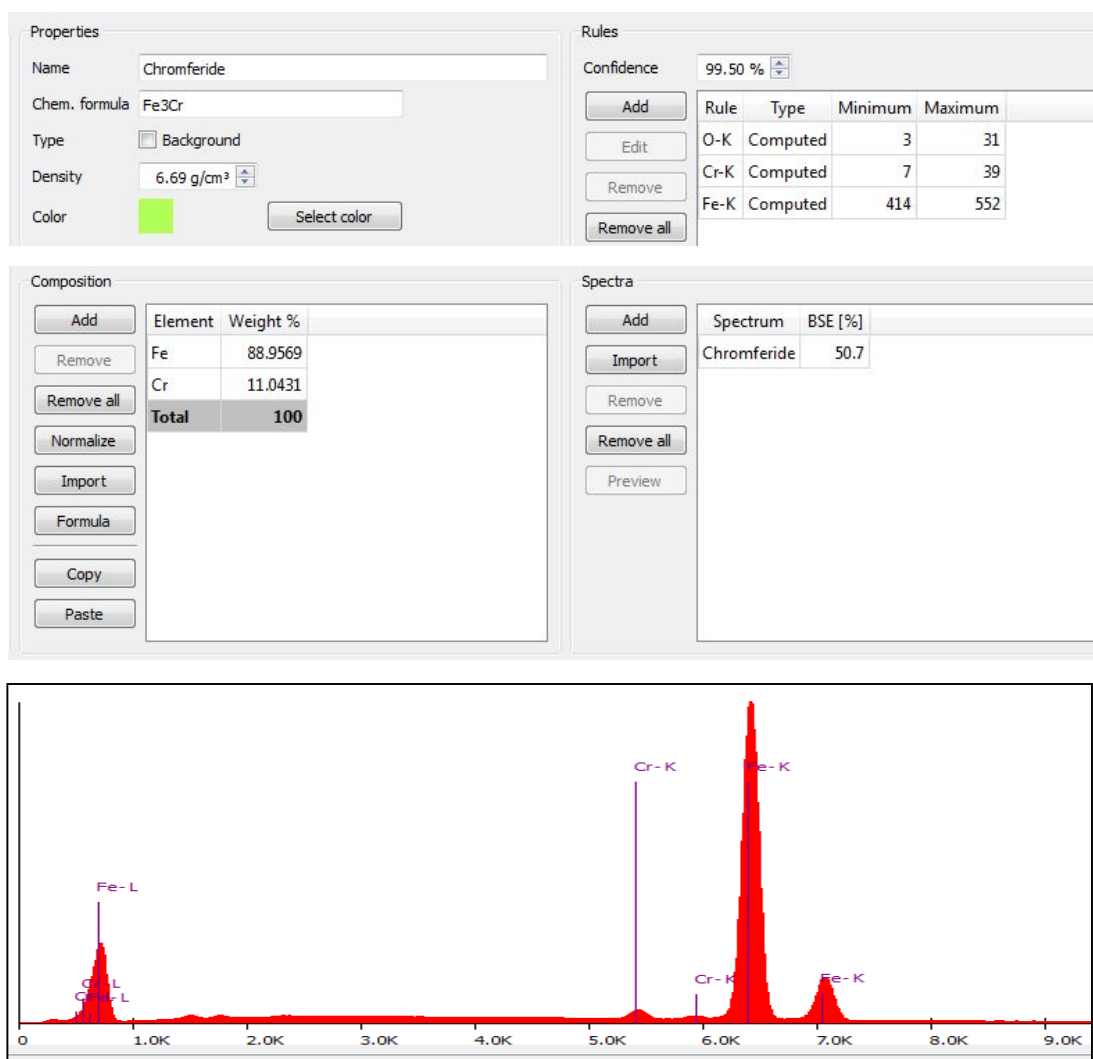 Properties
Name Chromferide
Chem. formula Fe3Cr
Type Background
Density 6.69 g/cm³
Color Select color
Rules
Confidence 99.50 %
Add
Edit
Remove
Remove all
Rule Type Minimum Maximum
O-K Computed 3 31
Cr-K Computed 7 39
Fe-K Computed 414 552
Composition
Add
Remove
Remove all
Normalize
Import
Formula
Copy
Paste
Element Weight %
Fe 88.9569
Cr 11.0431
Total 100
Spectra
Add
Import
Remove
Remove all
Preview
Spectrum BSE [%]
Chromferide 50.7
Cr-K
Fe-K
Fe-L
Cr-K
Fe-K
0 1.0K 2.0K 3.0K 4.0K 5.0K 6.0K 7.0K 8.0K 9.0K